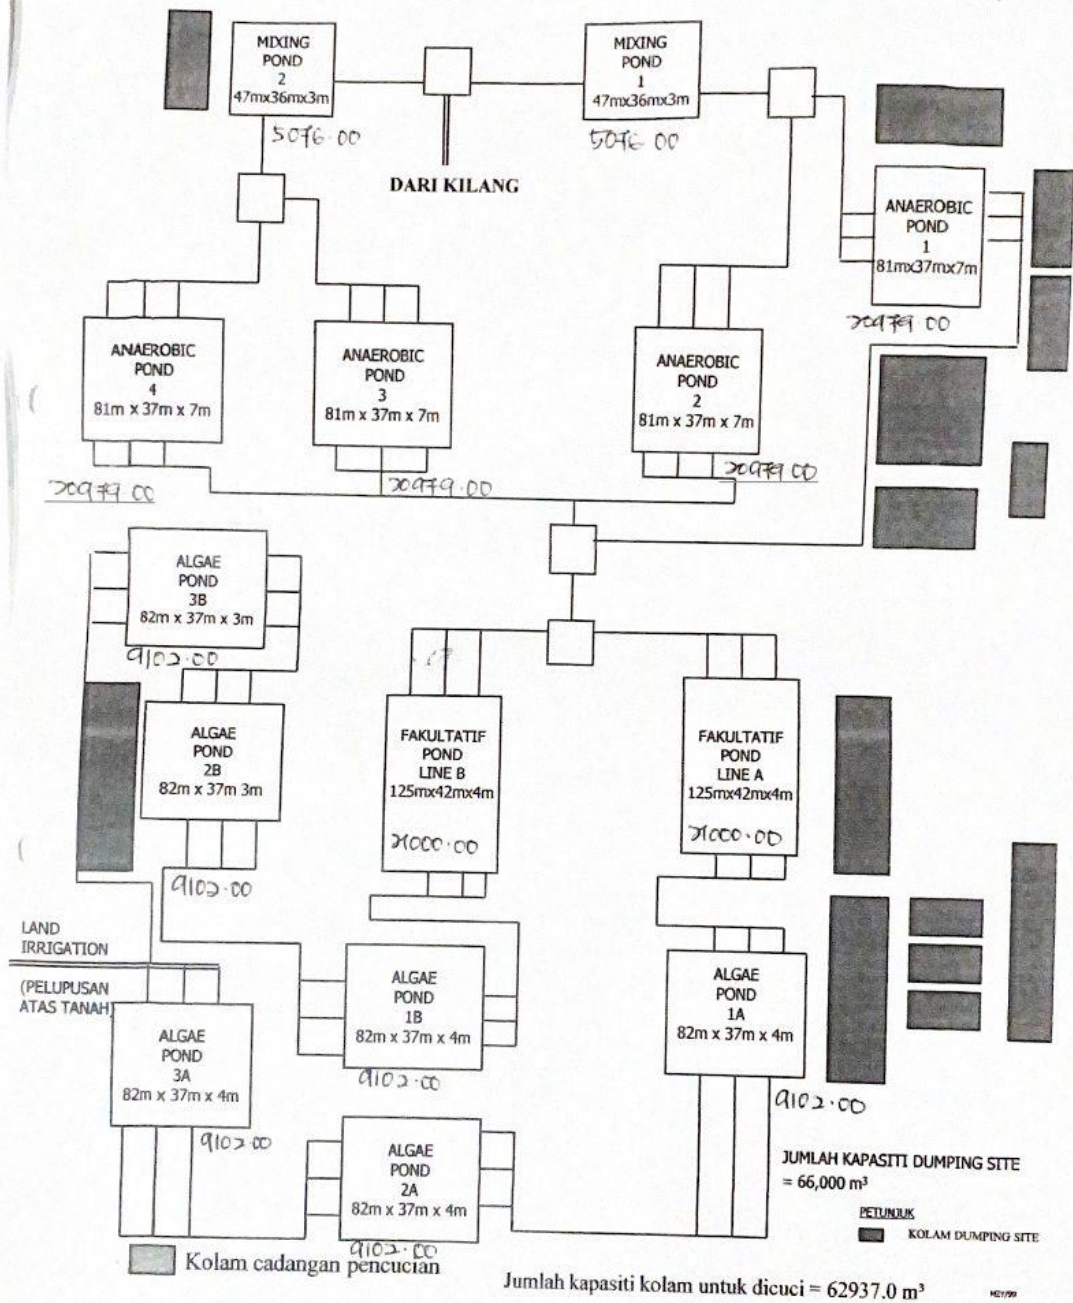 MIXING
POND
2
47mx36mx3m
5076.00
MIXING
POND
1
47mx36mx3m
5076.00
DARI KILANG
ANAEROBIC
POND
1
81mx37mx7m
20979.00
ANAEROBIC
POND
4
81m x 37m x 7m
20979.00
ANAEROBIC
POND
3
81m x 37m x 7m
20979.00
ANAEROBIC
POND
2
81m x 37m x 7m
20979.00
ALGAE
POND
3B
82m x 37m x 3m
9102.00
ALGAE
POND
2B
82m x 37m 3m
9102.00
FAKULTATIF
POND
LINE B
125mx42mx4m
21000.00
FAKULTATIF
POND
LINE A
125mx42mx4m
21000.00
LAND
IRRIGATION
(PELUPUSAN
ATAS TANAH)
ALGAE
POND
1B
82m x 37m x 4m
9102.00
ALGAE
POND
1A
82m x 37m x 4m
9102.00
ALGAE
POND
3A
82m x 37m x 4m
9102.00
ALGAE
POND
2A
82m x 37m x 4m
9102.00
JUMLAH KAPASITI DUMPING SITE
= 66,000 m³
PETUNJUK
KOLAM DUMPING SITE
Kolam cadangan pencucian
Jumlah kapasiti kolam untuk dicuci = 62937.0 m³